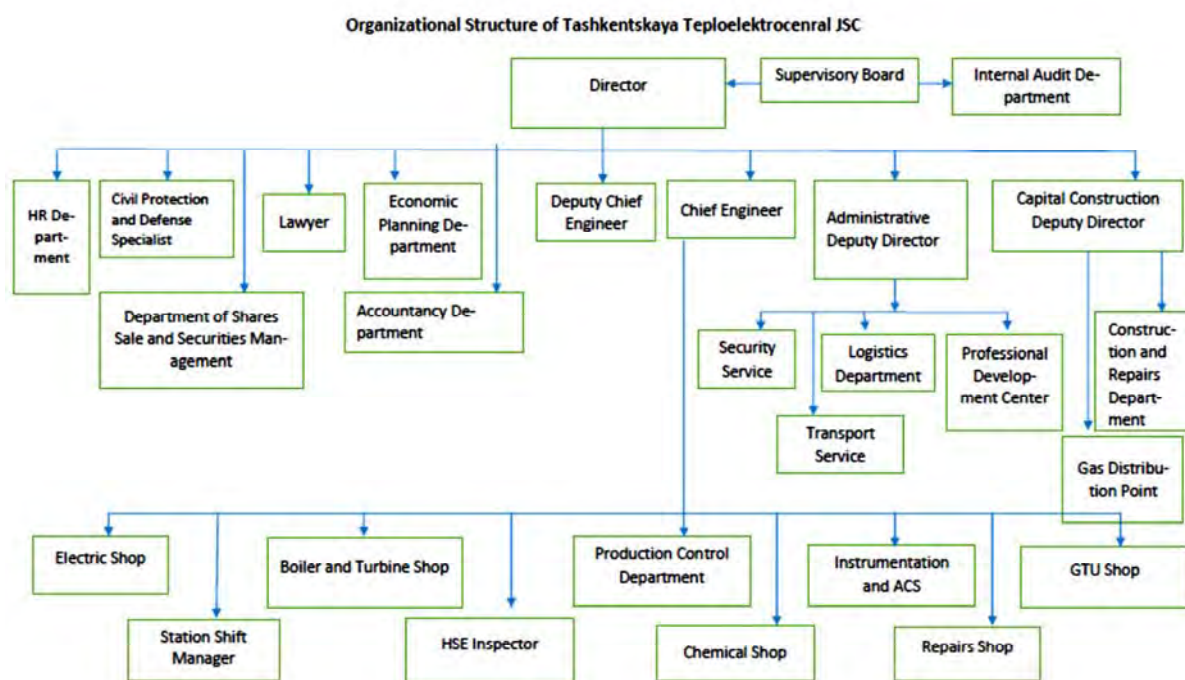 Organizational Structure of Tashkentskaya Teploelektrocenral JSC
Director
Supervisory Board
Internal Audit De-
partment
HR De-
part-
ment
Civil Protection
and Defense
Specialist
Lawyer
Economic
Planning De-
partment
Deputy Chief
Engineer
Chief Engineer
Administrative
Deputy Director
Capital Construction
Deputy Director
Department of Shares
Sale and Securities Man-
agement
Accountancy De-
partment
Security
Service
Logistics
Department
Professional
Develop-
ment Center
Construc-
tion and
Repairs
Depart-
ment
Transport
Service
Gas Distribu-
tion Point
Electric Shop
Boiler and Turbine Shop
Production Control
Department
Instrumentation
and ACS
GTU Shop
Station Shift
Manager
HSE Inspector
Chemical Shop
Repairs Shop